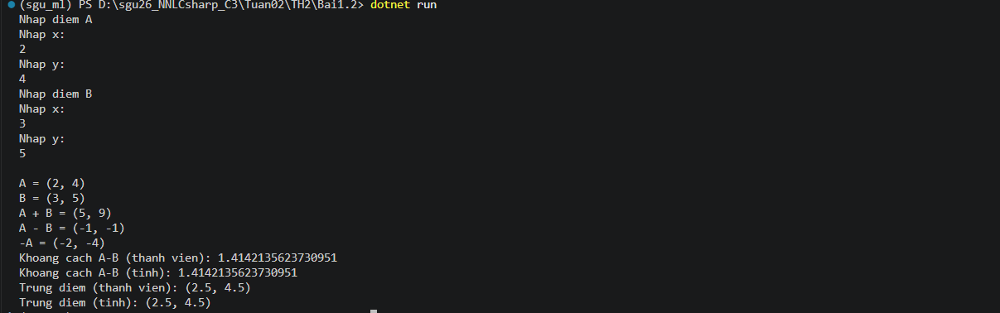 (sgu_ml) PS D:\sgu26_NNLCsharp_C3\Tuan02\TH2\Bai1.2> dotnet run
Nhap diem A
Nhap x:
2
Nhap y:
4
Nhap diem B
Nhap x:
3
Nhap y:
5
A = (2, 4)
B = (3, 5)
A + B = (5, 9)
A - B = (-1, -1)
-A = (-2, -4)
Khoang cach A-B (thanh vien): 1.4142135623730951
Khoang cach A-B (tinh): 1.4142135623730951
Trung diem (thanh vien): (2.5, 4.5)
Trung diem (tinh): (2.5, 4.5)